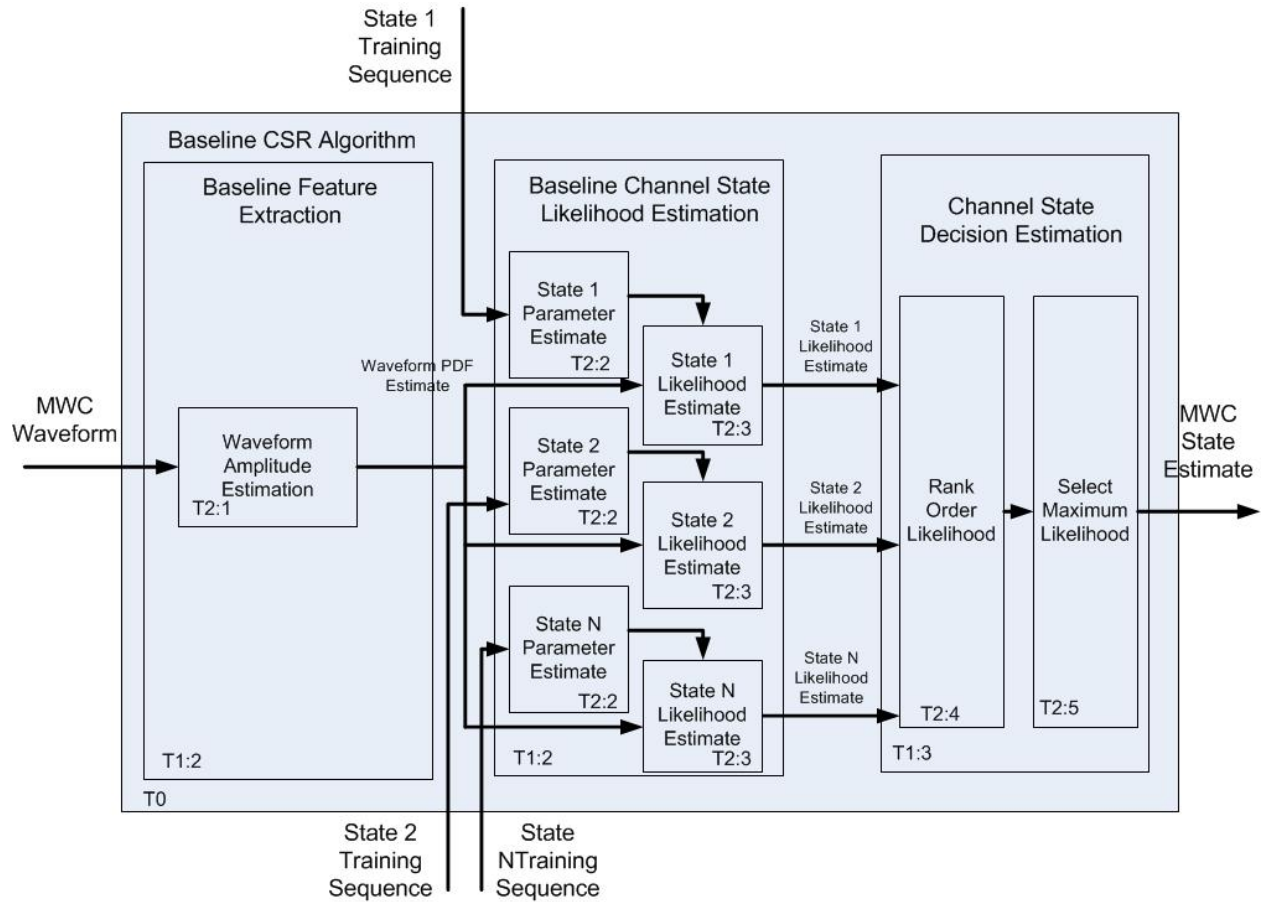 State 1
Training
Sequence
Baseline CSR Algorithm
Baseline Feature
Extraction
Baseline Channel State
Likelihood Estimation
Channel State
Decision Estimation
State 1
Parameter
Estimate
T2:2
State 1
Likelihood
Estimate
T2:3
State 1
Likelihood
Estimate
Waveform PDF
Estimate
MWC
Waveform
Waveform
Amplitude
Estimation
T2:1
State 2
Parameter
Estimate
T2:2
State 2
Likelihood
Estimate
T2:3
State 2
Likelihood
Estimate
Rank
Order
Likelihood
T2:4
Select
Maximum
Likelihood
T2:5
MWC
State
Estimate
State N
Parameter
Estimate
T2:2
State N
Likelihood
Estimate
T2:3
State N
Likelihood
Estimate
T1:2
T1:2
T1:3
T0
State 2
Training
Sequence
State
NTraining
Sequence